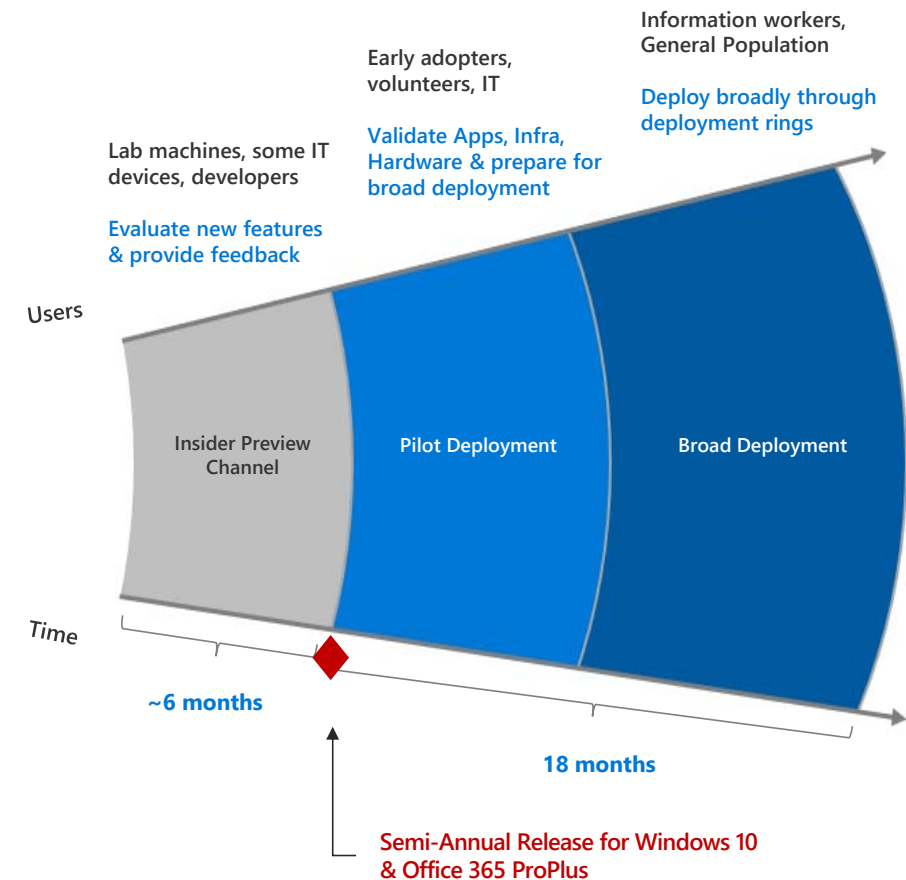 Information workers,
General Population
Deploy broadly through
deployment rings
Early adopters,
volunteers, IT
Validate Apps, Infra,
Hardware & prepare for
broad deployment
Lab machines, some IT
devices, developers
Evaluate new features
& provide feedback
Users
Insider Preview
Channel
Pilot Deployment
Broad Deployment
Time
~6 months
18 months
Semi-Annual Release for Windows 10
& Office 365 ProPlus